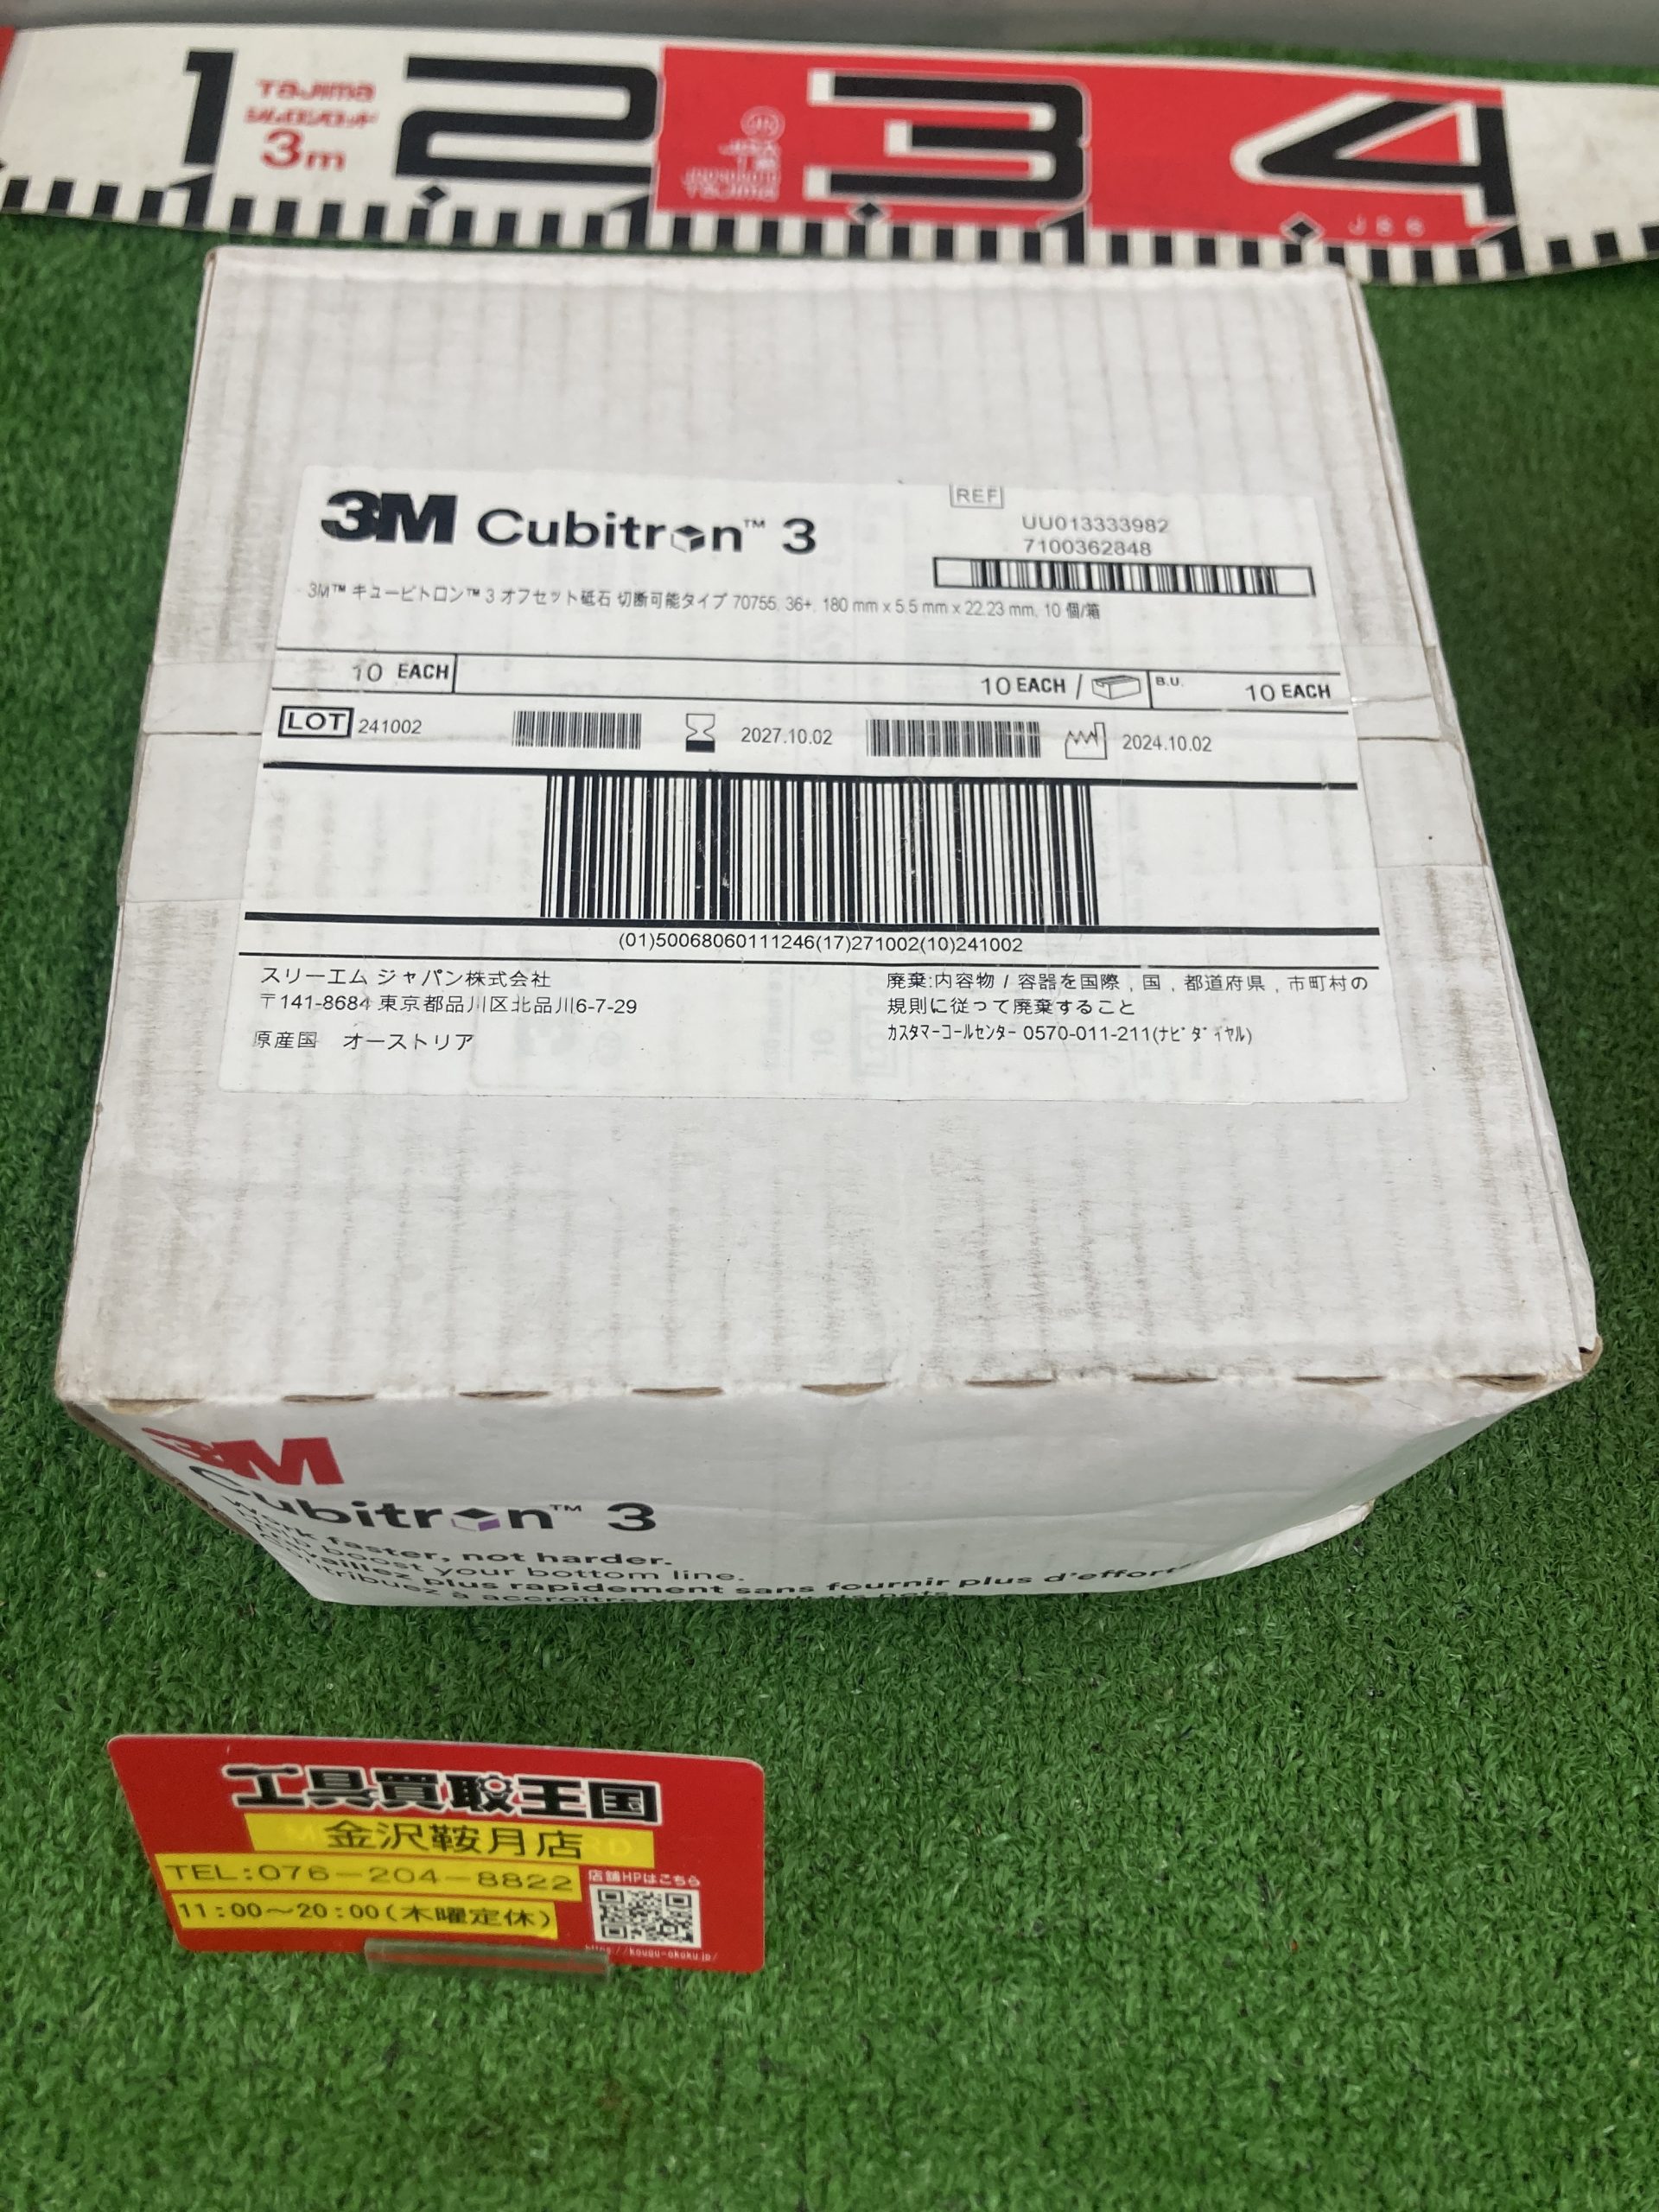 1 2 3 4
Tajima
3m
3M Cubitron™ 3
REF
UU013333982
7100362848
3M™ キュービトロン™ 3 オフセット砥石 切断可能タイプ 70755, 36+, 180 mm x 5.5 mm x 22.23 mm, 10 個/箱
10 EACH
10 EACH /
B.U.
10 EACH
LOT 241002
2027.10.02
2024.10.02
(01)50068060111246(17)271002(10)241002
スリーエム ジャパン株式会社
〒141-8684 東京都品川区北品川6-7-29
原産国 オーストリア
廃棄:内容物 / 容器を国際 , 国 , 都道府県 , 市町村の
規則に従って廃棄すること
ｶｽﾀﾏｰｺｰﾙｾﾝﾀｰ 0570-011-211(ﾅﾋﾞﾀﾞｲﾔﾙ)
3M
Cubitron™ 3
Work faster, not harder.
boost your bottom line.
Travaillez plus rapidement sans fournir plus d'effort
à accroître
工具買取王国
金沢鞍月店
TEL:076-204-8822
11:00～20:00(木曜定休)
店舗HPはこちら
https://kougu-okoku.jp/